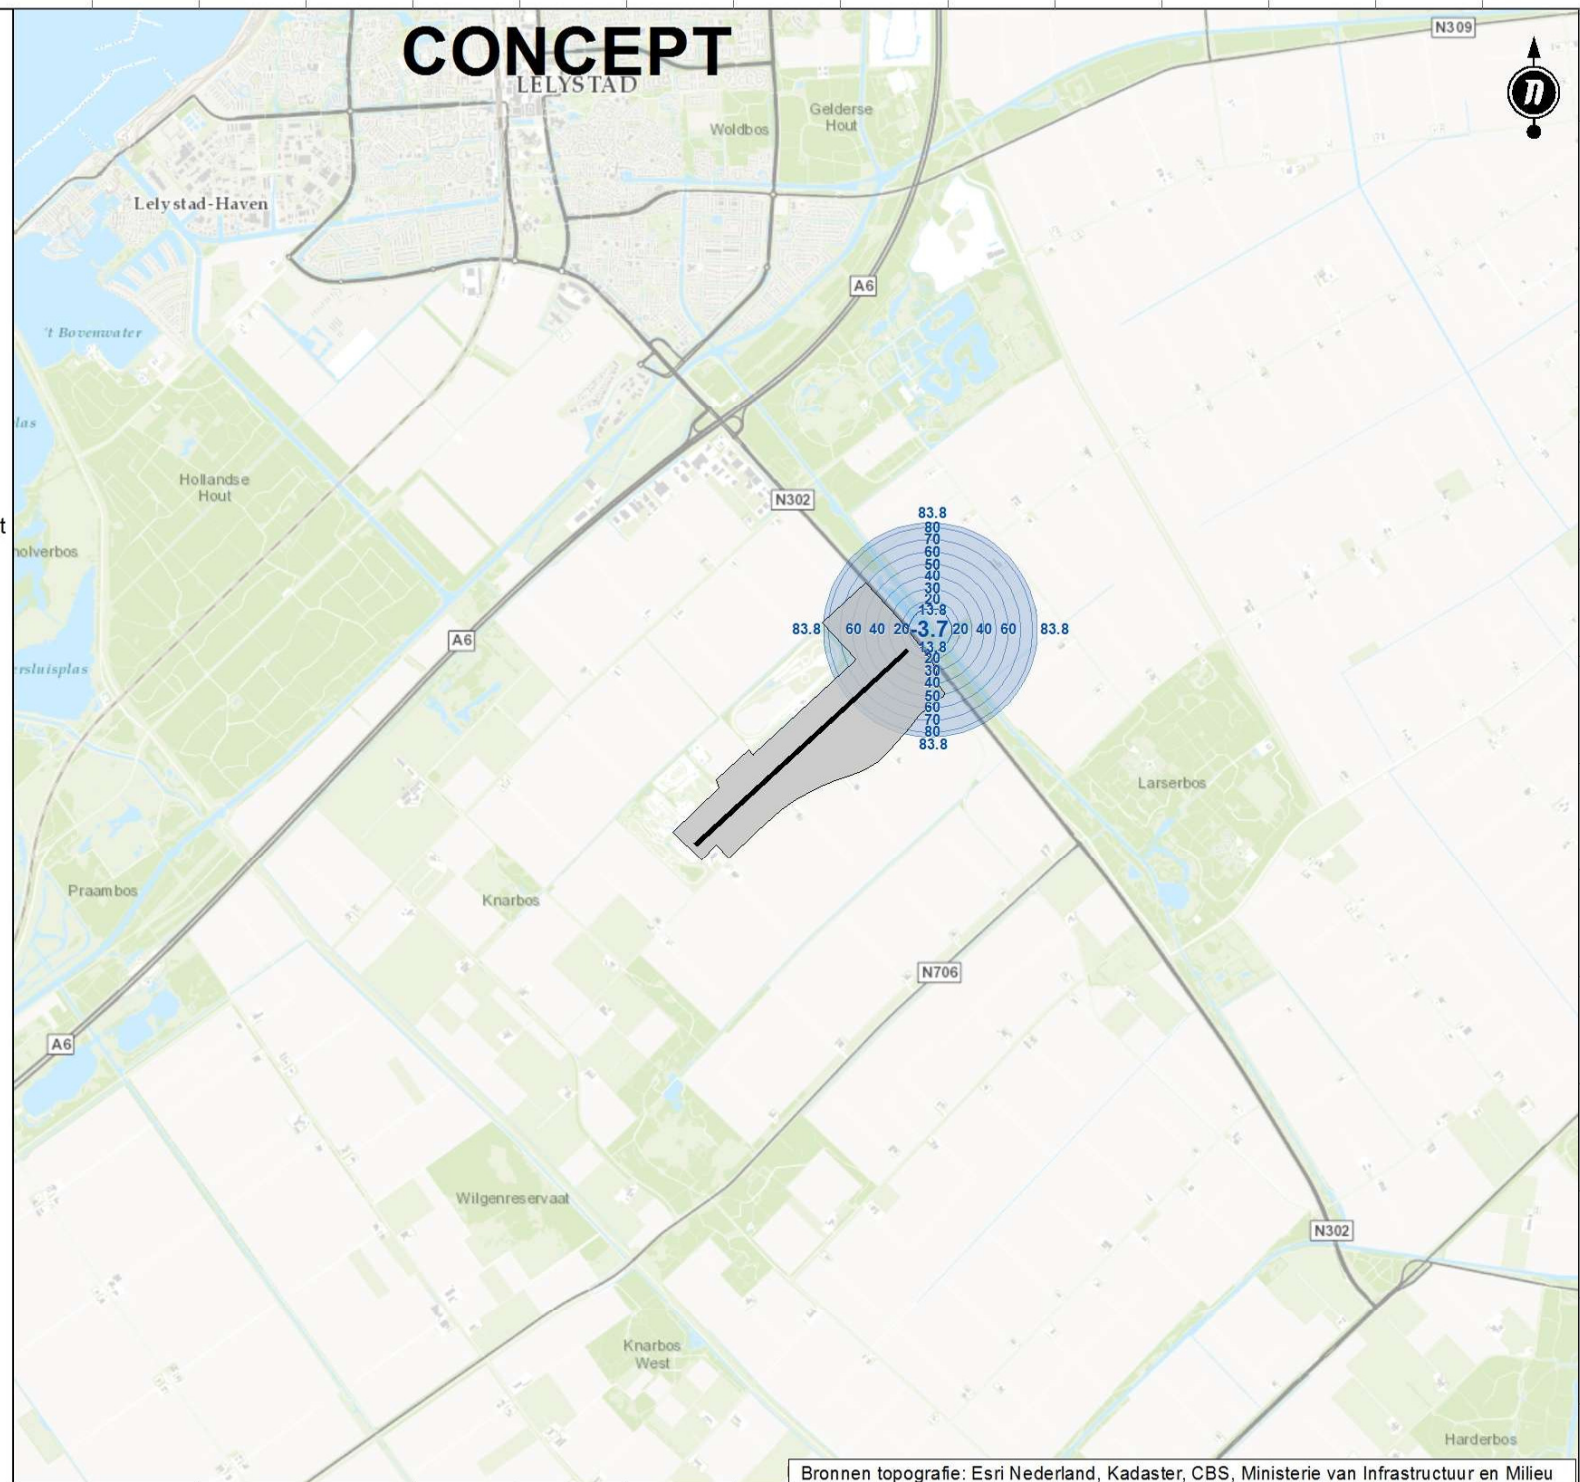 CONCEPT
N309
LELYSTAD
Gelderse
Hout
Woldbos
Lelystad-Haven
A6
't Bovenwater
las
Hollandse
Hout
N302
t
83.8
80
70
60
50
40
30
20
13.8
83.8 60 40 20 -3.7 20 40 60 83.8
13.8
20
30
40
50
60
70
80
83.8
nolverbos
A6
ersluisplas
Larserbos
Praambos
Knarbos
N706
A6
Wilgenreservaat
N302
Knarbos
West
Harderbos
Bronnen topografie: Esri Nederland, Kadaster, CBS, Ministerie van Infrastructuur en Milieu